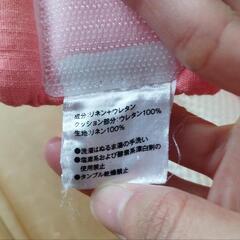 成分:リネン+ウレタン
クッション部分:ウレタン100%
生地:リネン100%
●洗濯はぬるま湯の手洗い
●塩素系および酵素系漂白剤の
使用禁止
●タンブル乾燥禁止